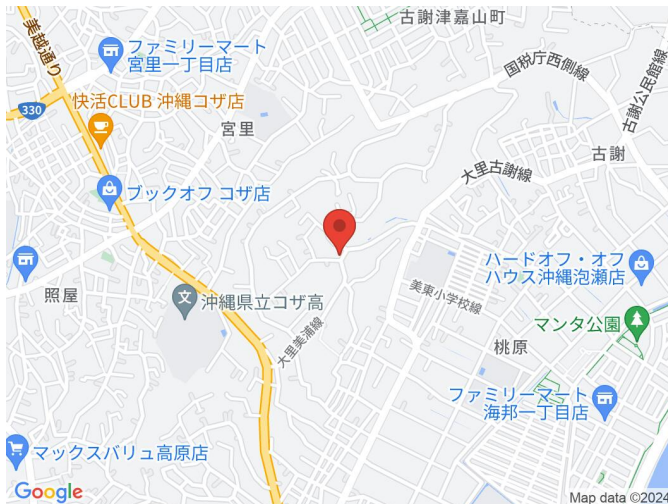 古謝津嘉山町
美越通り
ファミリーマート
宮里一丁目店
国税庁西側線
古謝公民館線
330
快活CLUB 沖縄コザ店
宮里
古謝
大里古謝線
ブックオフ コザ店
ハードオフ・オフ
ハウス沖縄泡瀬店
照屋
文
沖縄県立コザ高
美東小学校線
マンタ公園
大里美浦線
桃原
ファミリーマート
海邦一丁目店
マックスバリュ高原店
Google
Map data ©2024